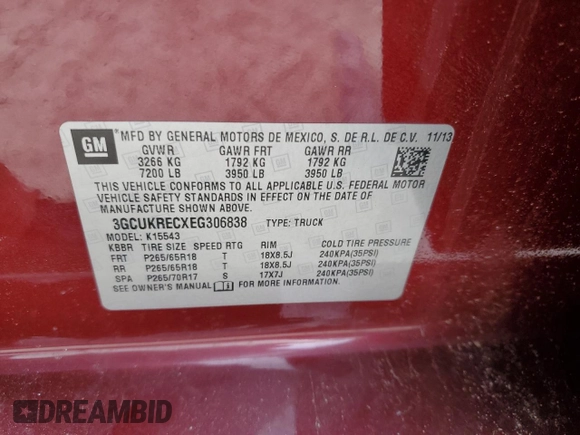 GM
MFD BY GENERAL MOTORS DE MEXICO, S. DE R.L. DE C.V. 11/13
GVWR GAWR FRT GAWR RR
3266 KG 1792 KG 1792 KG
7200 LB 3950 LB 3950 LB
THIS VEHICLE CONFORMS TO ALL APPLICABLE U.S. FEDERAL MOTOR
VEHICLE SAFETY STANDARDS IN EFFECT ON THE DATE OF
MANUFACTURE SHOWN ABOVE.
3GCUKRECXEG306838 TYPE: TRUCK
MODEL: K15543
KBBR TIRE SIZE SPEED RTG RIM COLD TIRE PRESSURE
FRT P265/65R18 T 18X8.5J 240KPA(35PSI)
RR P265/65R18 T 18X8.5J 240KPA(35PSI)
SPA P265/70R17 S 17X7J 240KPA(35PSI)
SEE OWNER'S MANUAL FOR MORE INFORMATION.
DREAMBID